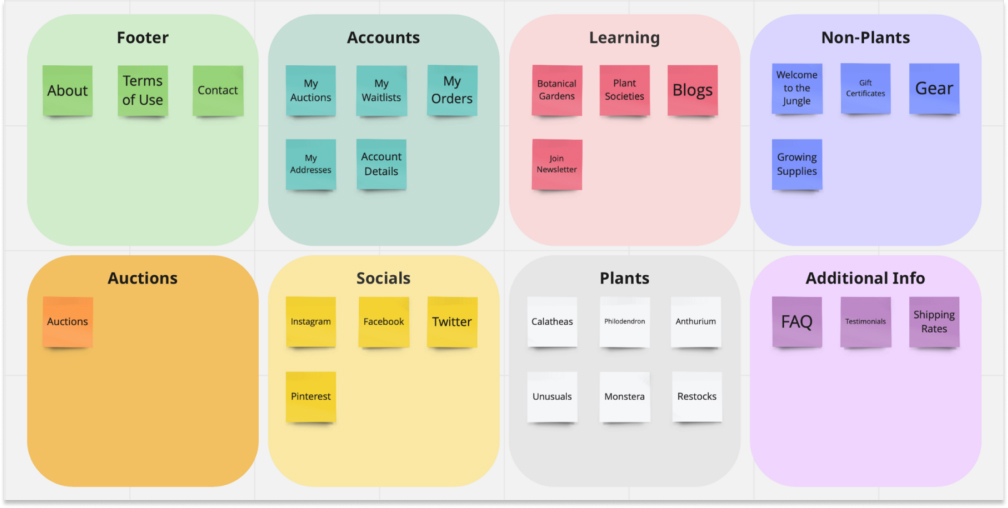 Footer
About
Terms
of Use
Contact
Accounts
My
Auctions
My
Waitlists
My
Orders
My
Addresses
Account
Details
Learning
Botanical
Gardens
Plant
Societies
Blogs
Join
Newsletter
Non-Plants
Welcome
to the
Jungle
Gift
Certificates
Gear
Growing
Supplies
Auctions
Auctions
Socials
Instagram
Facebook
Twitter
Pinterest
Plants
Calatheas
Philodendron
Anthurium
Unusuals
Monstera
Restocks
Additional Info
FAQ
Testimonials
Shipping
Rates